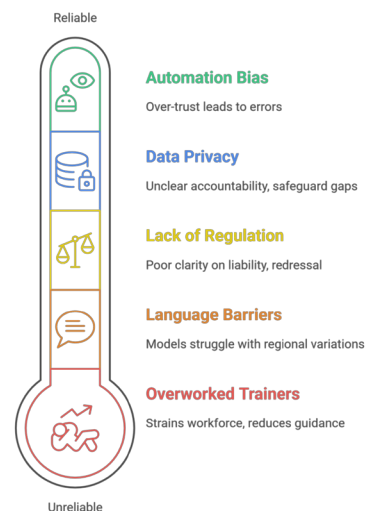 Reliable
Automation Bias
Over-trust leads to errors
Data Privacy
Unclear accountability, safeguard gaps
Lack of Regulation
Poor clarity on liability, redressal
Language Barriers
Models struggle with regional variations
Overworked Trainers
Strains workforce, reduces guidance
Unreliable